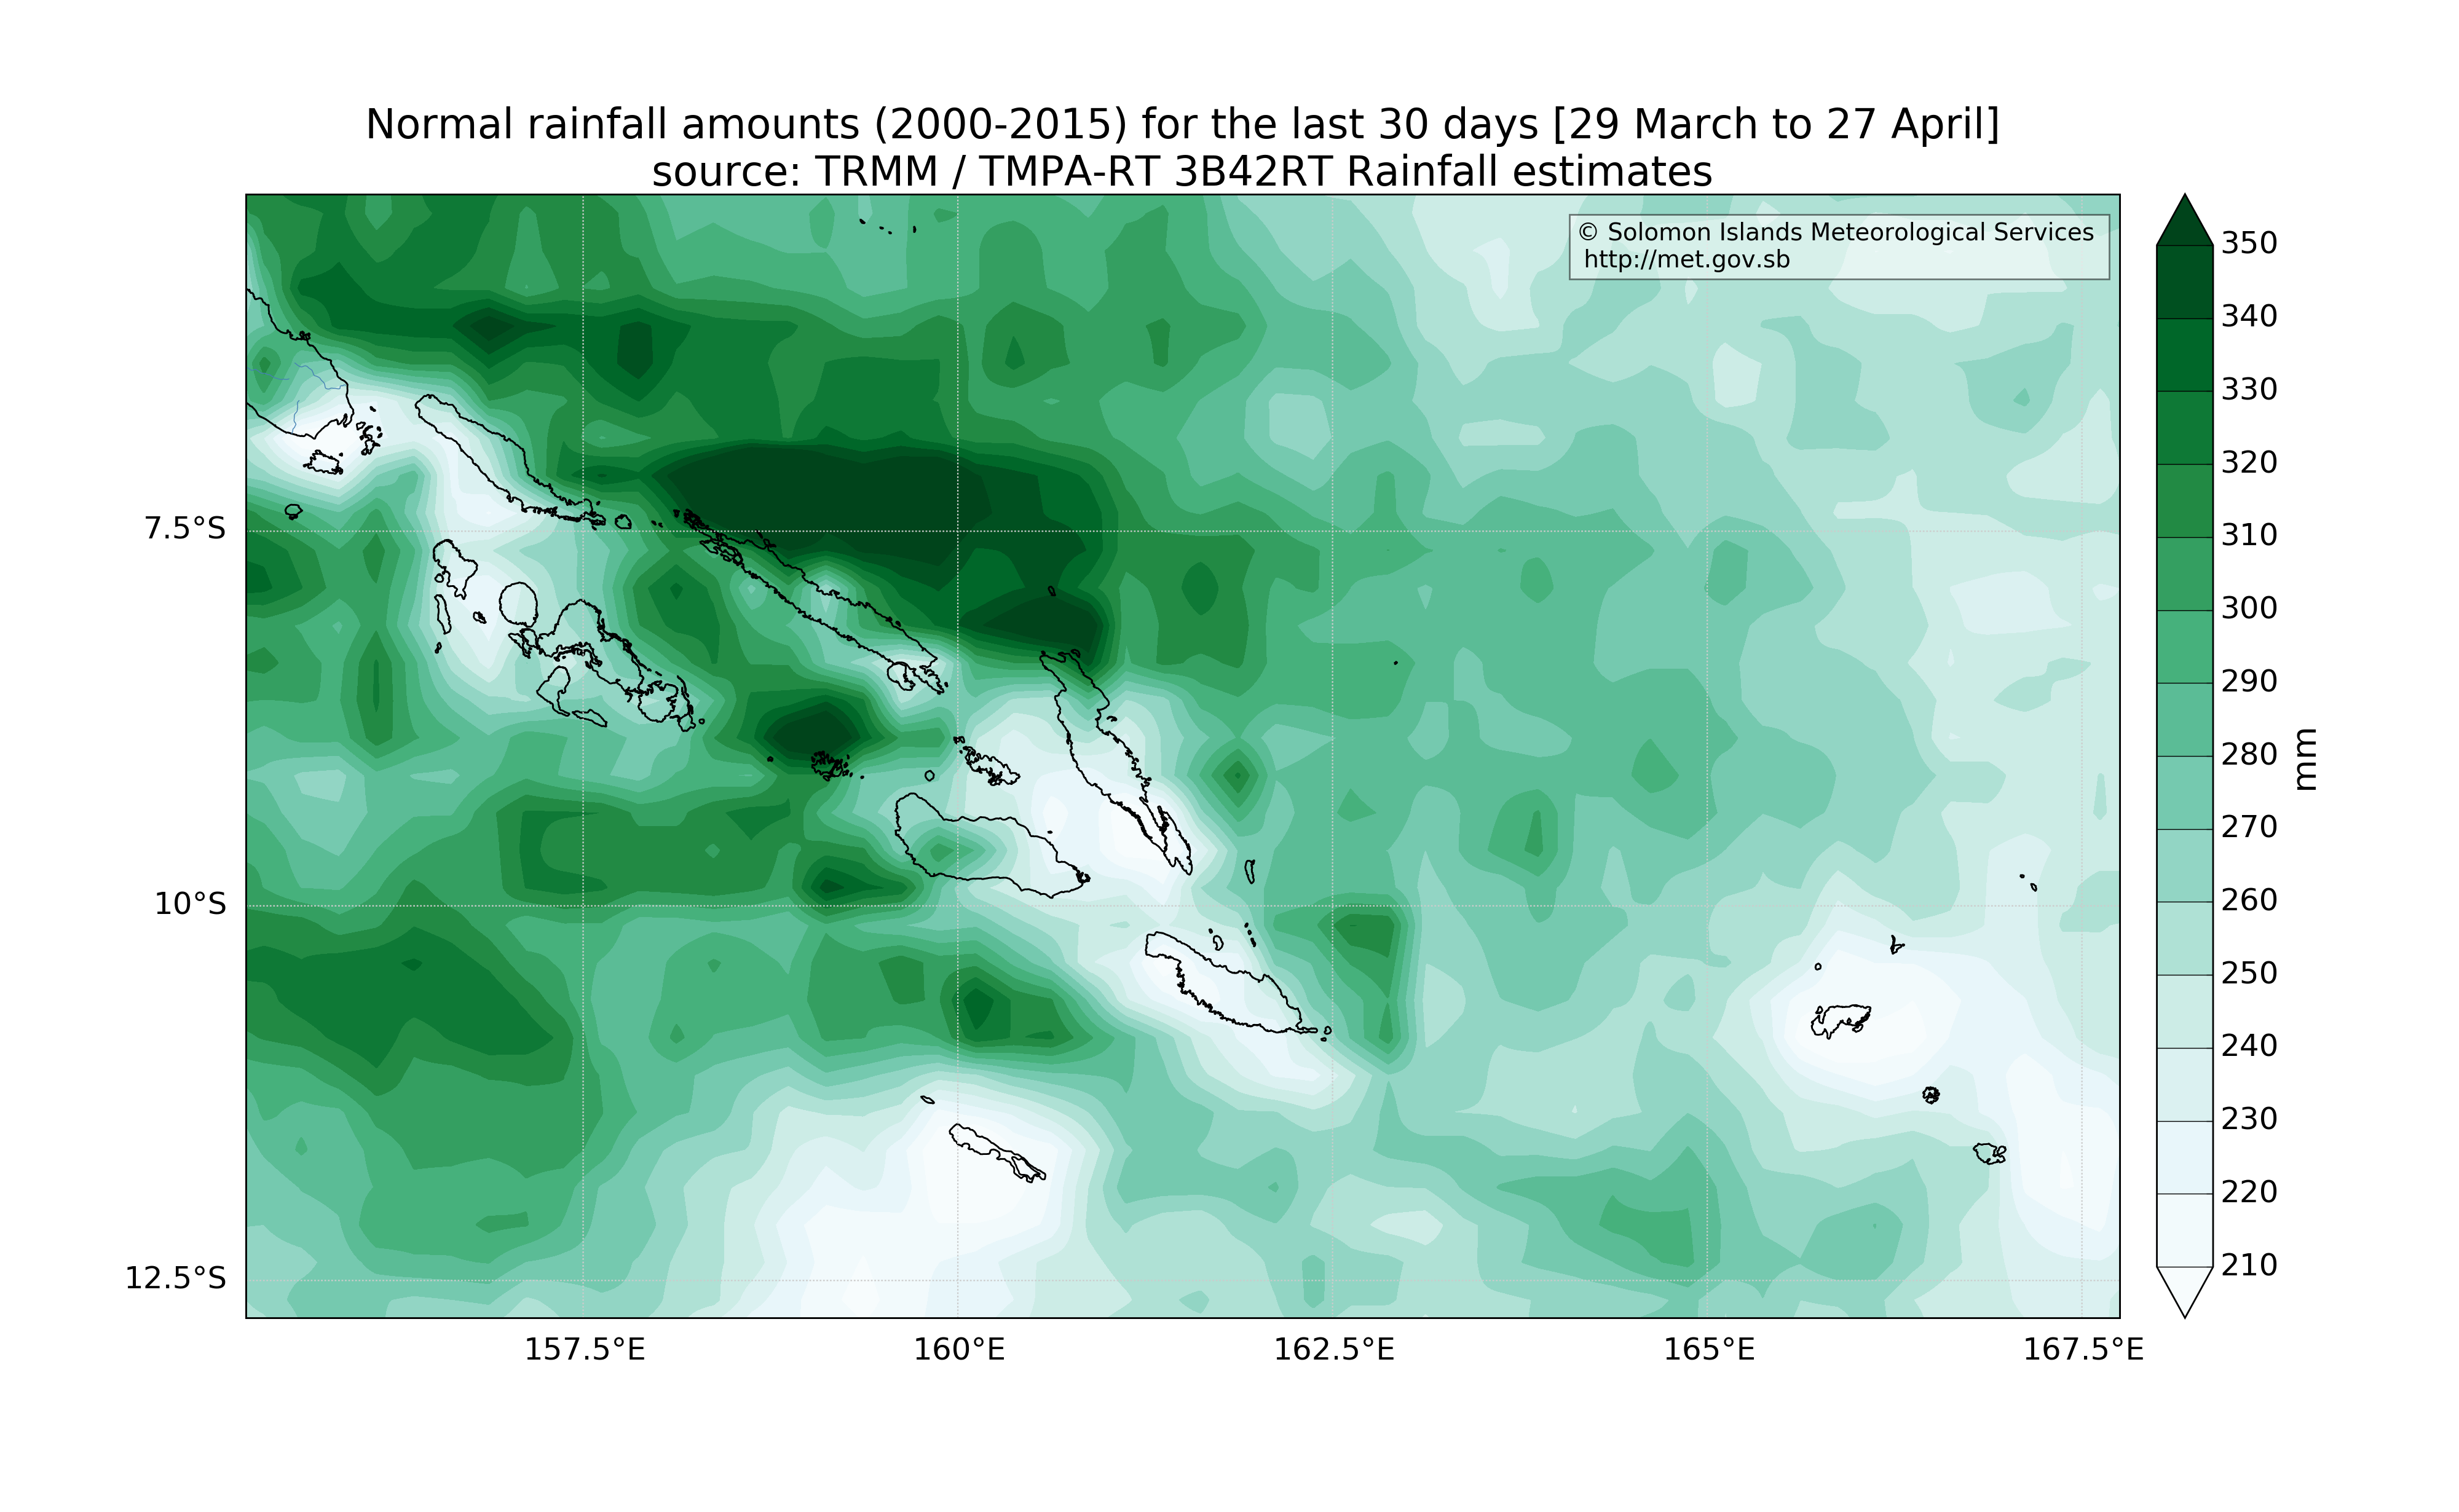 Normal rainfall amounts (2000-2015) for the last 30 days [29 March to 27 April]
source: TRMM / TMPA-RT 3B42RT Rainfall estimates
© Solomon Islands Meteorological Services
http://met.gov.sb
7.5°S
10°S
12.5°S
157.5°E
160°E
162.5°E
165°E
167.5°E
350
340
330
320
310
300
290
280
270
260
250
240
230
220
210
mm